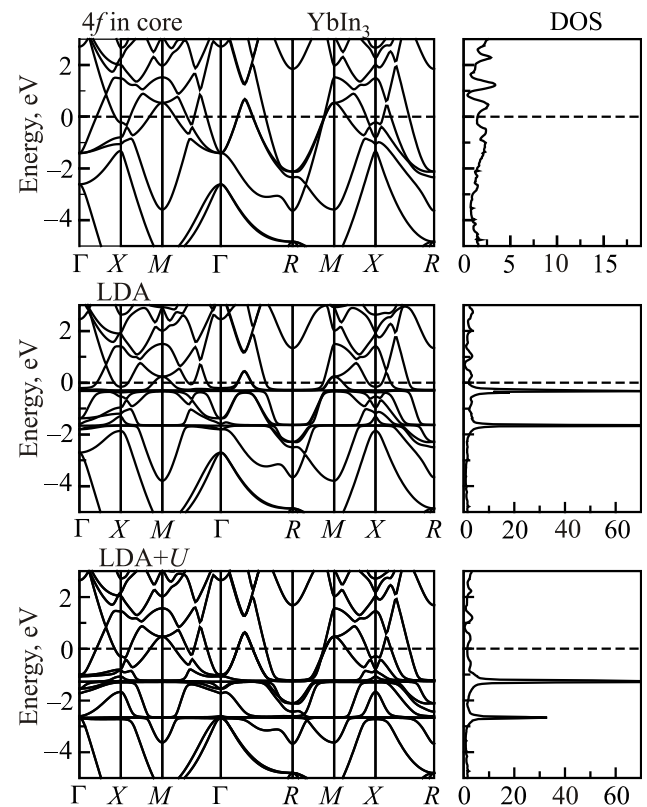 4f in core YbIn₃ DOS
Energy, eV
2
0
−2
−4
Γ X M Γ R M X R
0 5 10 15
LDA
Energy, eV
2
0
−2
−4
Γ X M Γ R M X R
0 20 40 60
LDA+U
Energy, eV
2
0
−2
−4
Γ X M Γ R M X R
0 20 40 60